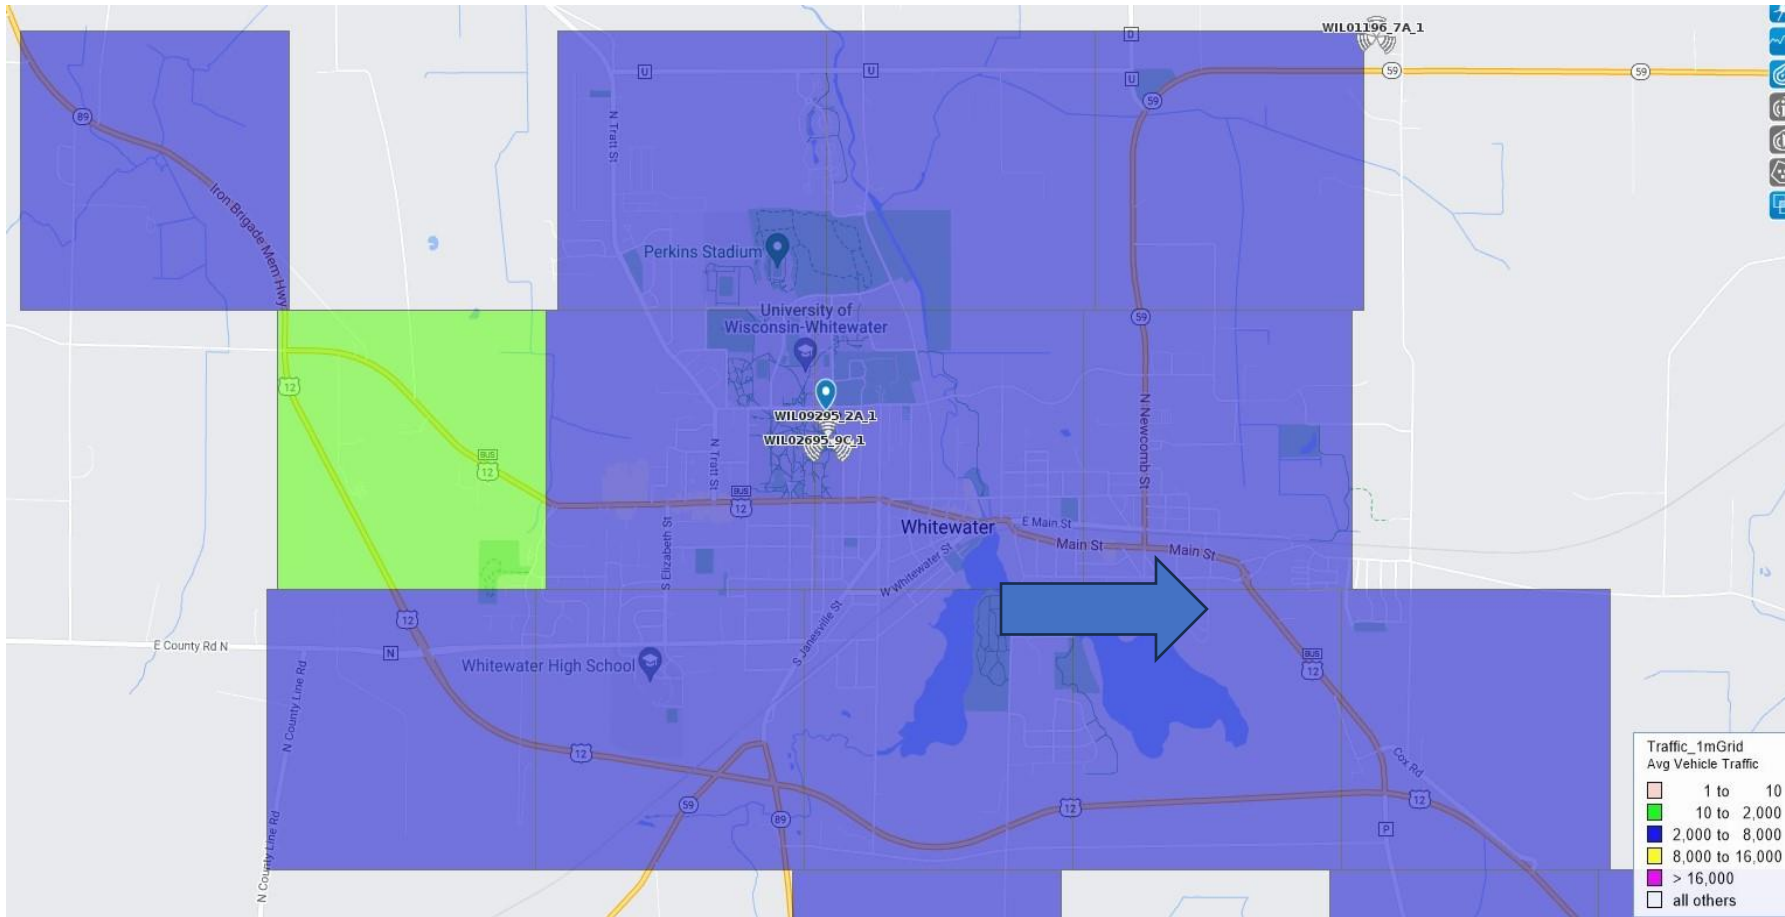 WIL01196_7A_1
D
U
U
U
59
59
59
89
N Tratt St
59
Iron Brigade Mem Hwy
Perkins Stadium
University of
Wisconsin-Whitewater
59
12
N Newcomb St
WIL09295_2A_1
WIL02695_9C_1
N Tratt St
BUS
12
BUS
12
Whitewater
E Main St
Main St
Main St
S Elizabeth St
W Whitewater St
12
S Janesville St
E County Rd N
N
Whitewater High School
BUS
12
N County Line Rd
12
Cox Rd
59
89
12
12
P
N County Line Rd
Traffic_1mGrid
Avg Vehicle Traffic
1 to 10
10 to 2,000
2,000 to 8,000
8,000 to 16,000
> 16,000
all others